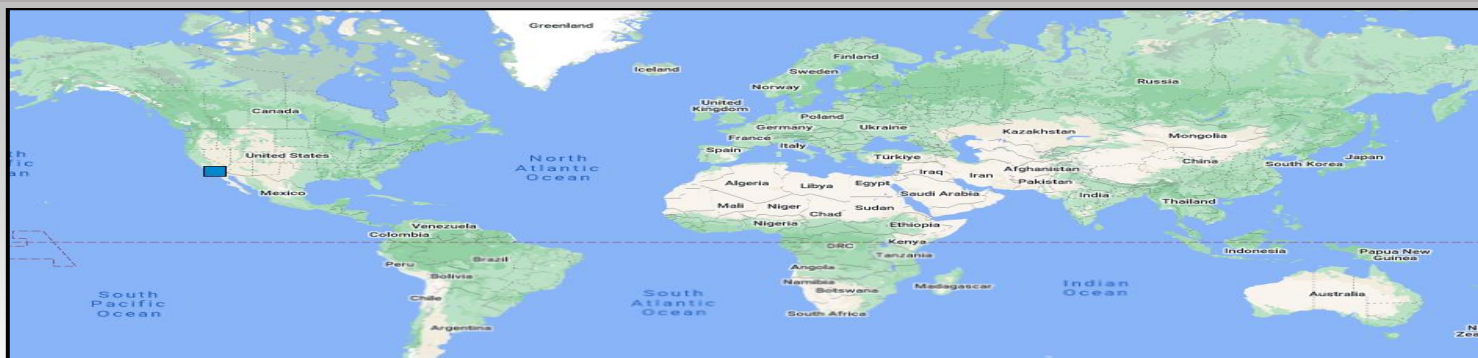 Greenland
Iceland
Finland
Sweden
Norway
Russia
Canada
United
Kingdom
Poland
Germany
Ukraine
France
Kazakhstan
Mongolia
Italy
Spain
Türkiye
United States
North
Atlantic
Ocean
China
South Korea
Japan
Iraq
Iran
Afghanistan
Pakistan
Algeria
Libya
Egypt
Saudi Arabia
India
Mexico
Mali
Niger
Chad
Sudan
Thailand
Nigeria
Ethiopia
Venezuela
Colombia
DRC
Kenya
Tanzania
Indonesia
Papua New
Guinea
Peru
Brazil
Bolivia
Angola
Namibia
Botswana
Madagascar
South
Pacific
Ocean
Chile
South
Atlantic
Ocean
Indian
Ocean
Australia
South Africa
Argentina